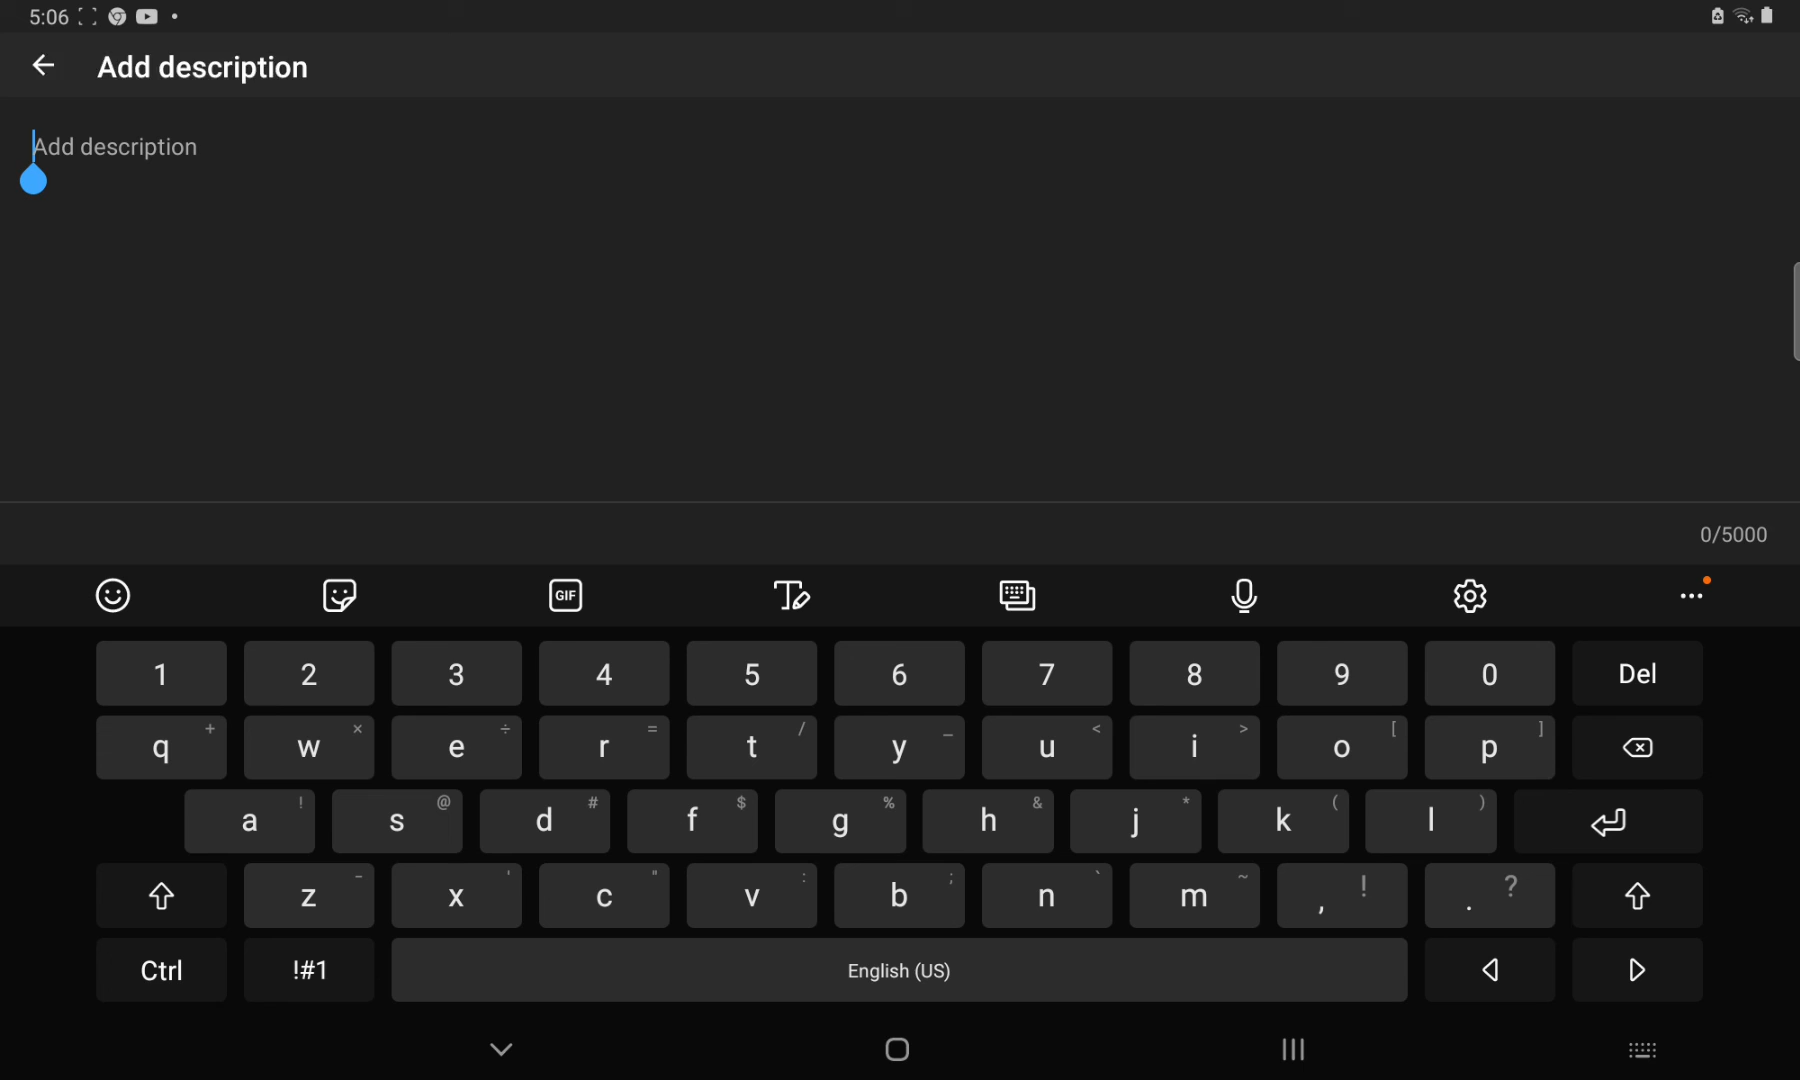 5:06
Add description
Add description
0/5000
GIF
1 2 3 4 5 6 7 8 9 0 Del
q + w × e ÷ r = t / y _ u < i > o [ p ]
a ! s @ d # f $ g % h & j * k ( l )
z - x ' c " v : b ; n ` m ~ , ! . ?
Ctrl !#1 English (US)